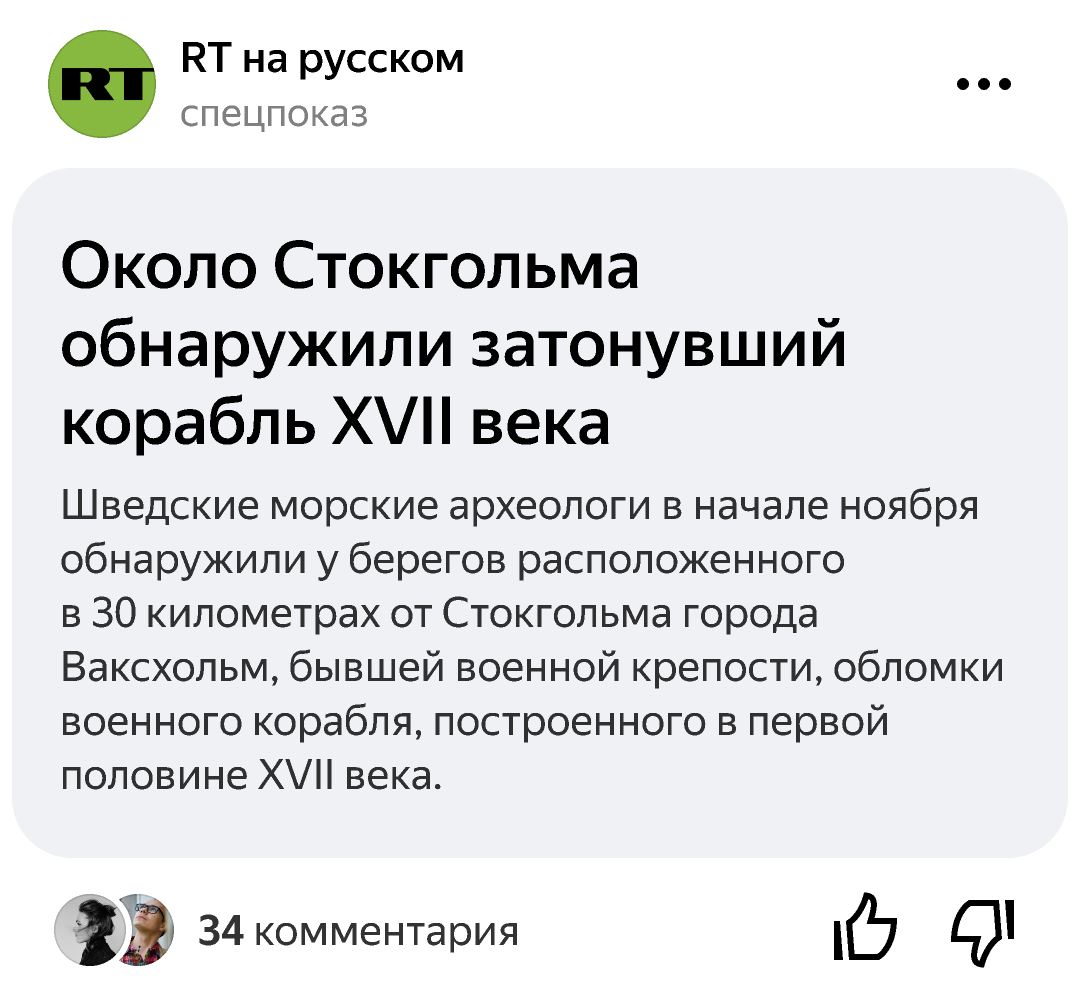 RT
RT на русском
спецпоказ
Около Стокгольма
обнаружили затонувший
корабль XVII века
Шведские морские археологи в начале ноября
обнаружили у берегов расположенного
в 30 километрах от Стокгольма города
Ваксхольм, бывшей военной крепости, обломки
военного корабля, построенного в первой
половине XVII века.
34 комментария